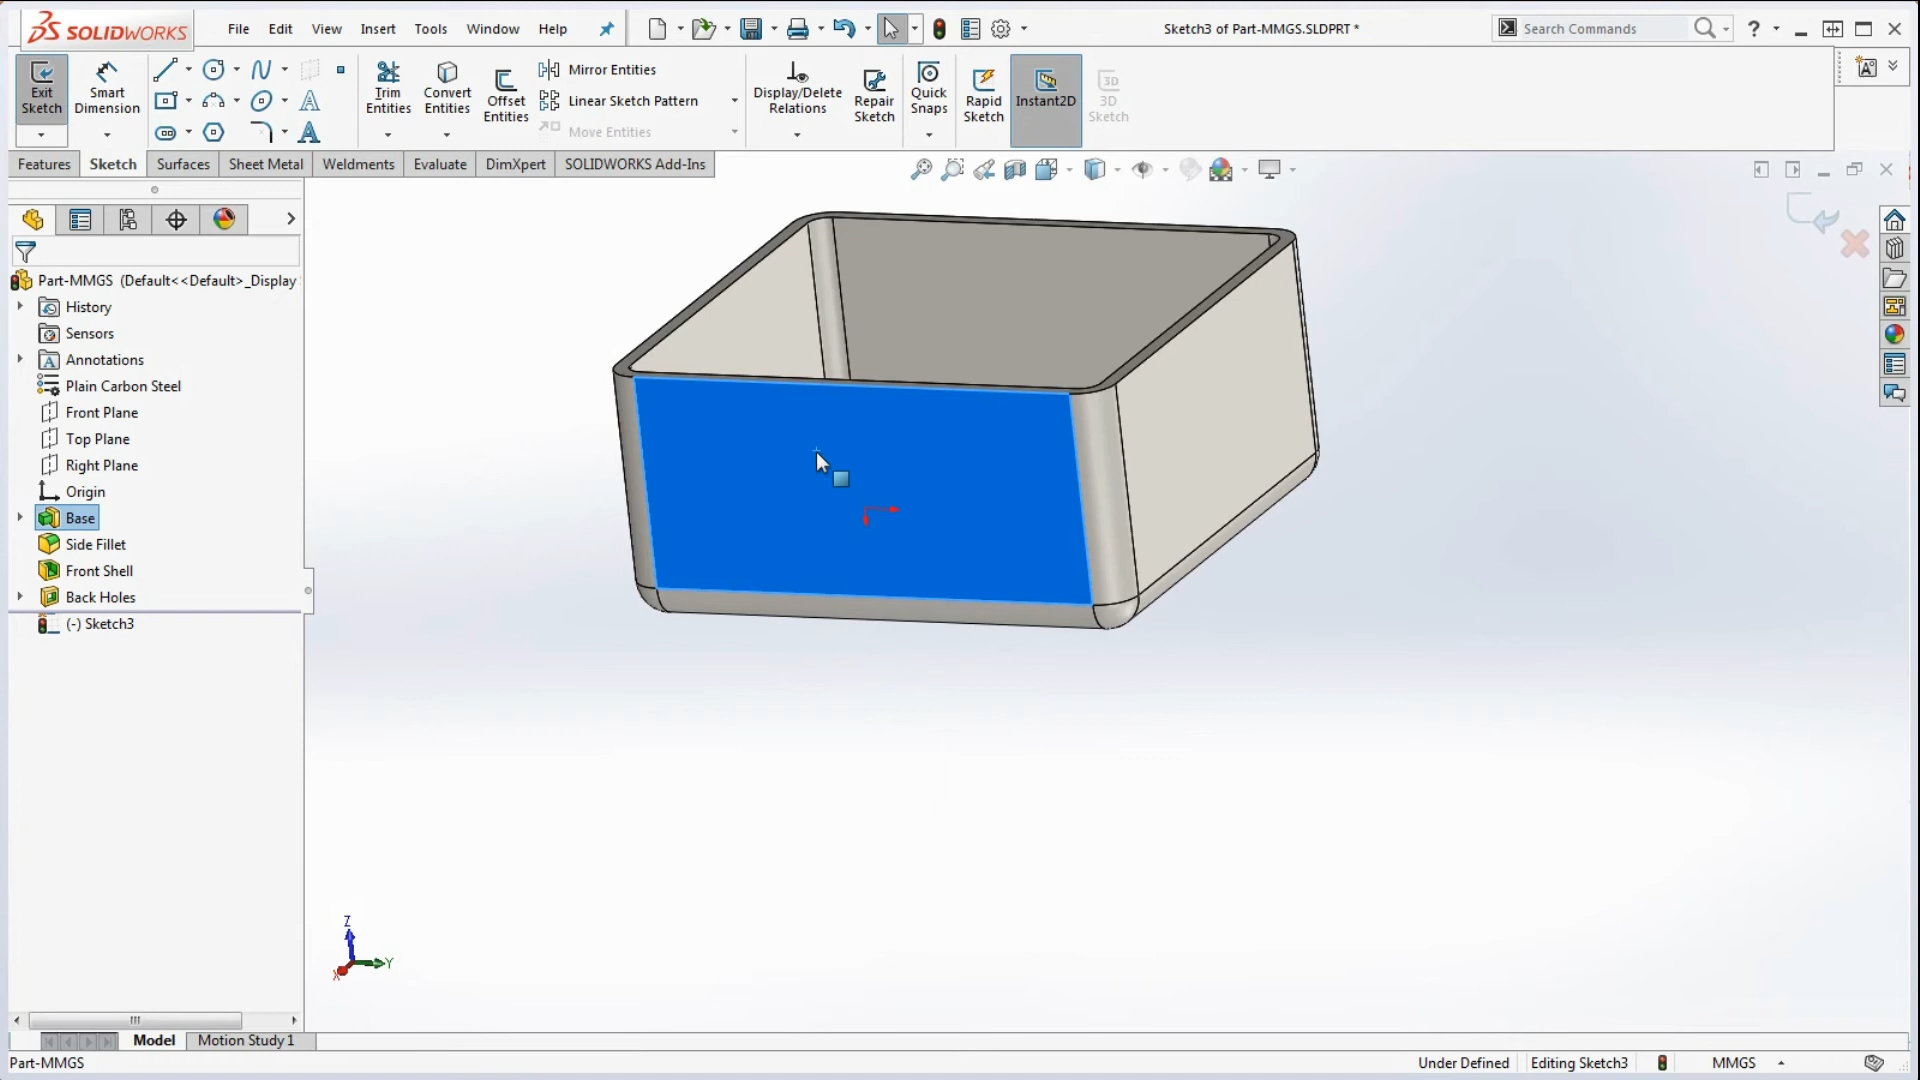 SOLIDWORKS
File Edit View Insert Tools Window Help
Sketch3 of Part-MMGS.SLDPRT *
Search Commands
?
Exit Sketch
Smart Dimension
Trim Entities
Convert Entities
Offset Entities
Mirror Entities
Linear Sketch Pattern
Move Entities
Display/Delete Relations
Repair Sketch
Quick Snaps
Rapid Sketch
Instant2D
3D Sketch
Features Sketch Surfaces Sheet Metal Weldments Evaluate DimXpert SOLIDWORKS Add-Ins
Part-MMGS (Default<<Default>_Display
History
Sensors
Annotations
Plain Carbon Steel
Front Plane
Top Plane
Right Plane
Origin
Base
Side Fillet
Front Shell
Back Holes
(-) Sketch3
Z
Y
X
Model Motion Study 1
Part-MMGS
Under Defined Editing Sketch3 MMGS